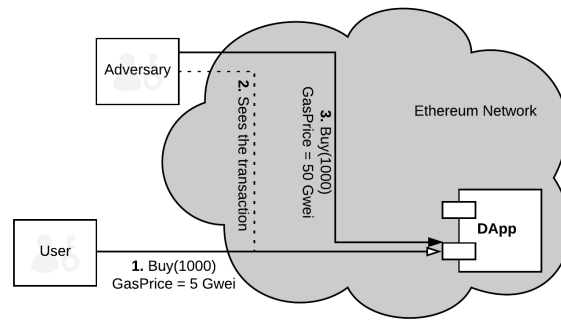 Adversary
2. Sees the transaction
3. Buy(1000)
GasPrice = 50 Gwei
Ethereum Network
DApp
User
1. Buy(1000)
GasPrice = 5 Gwei